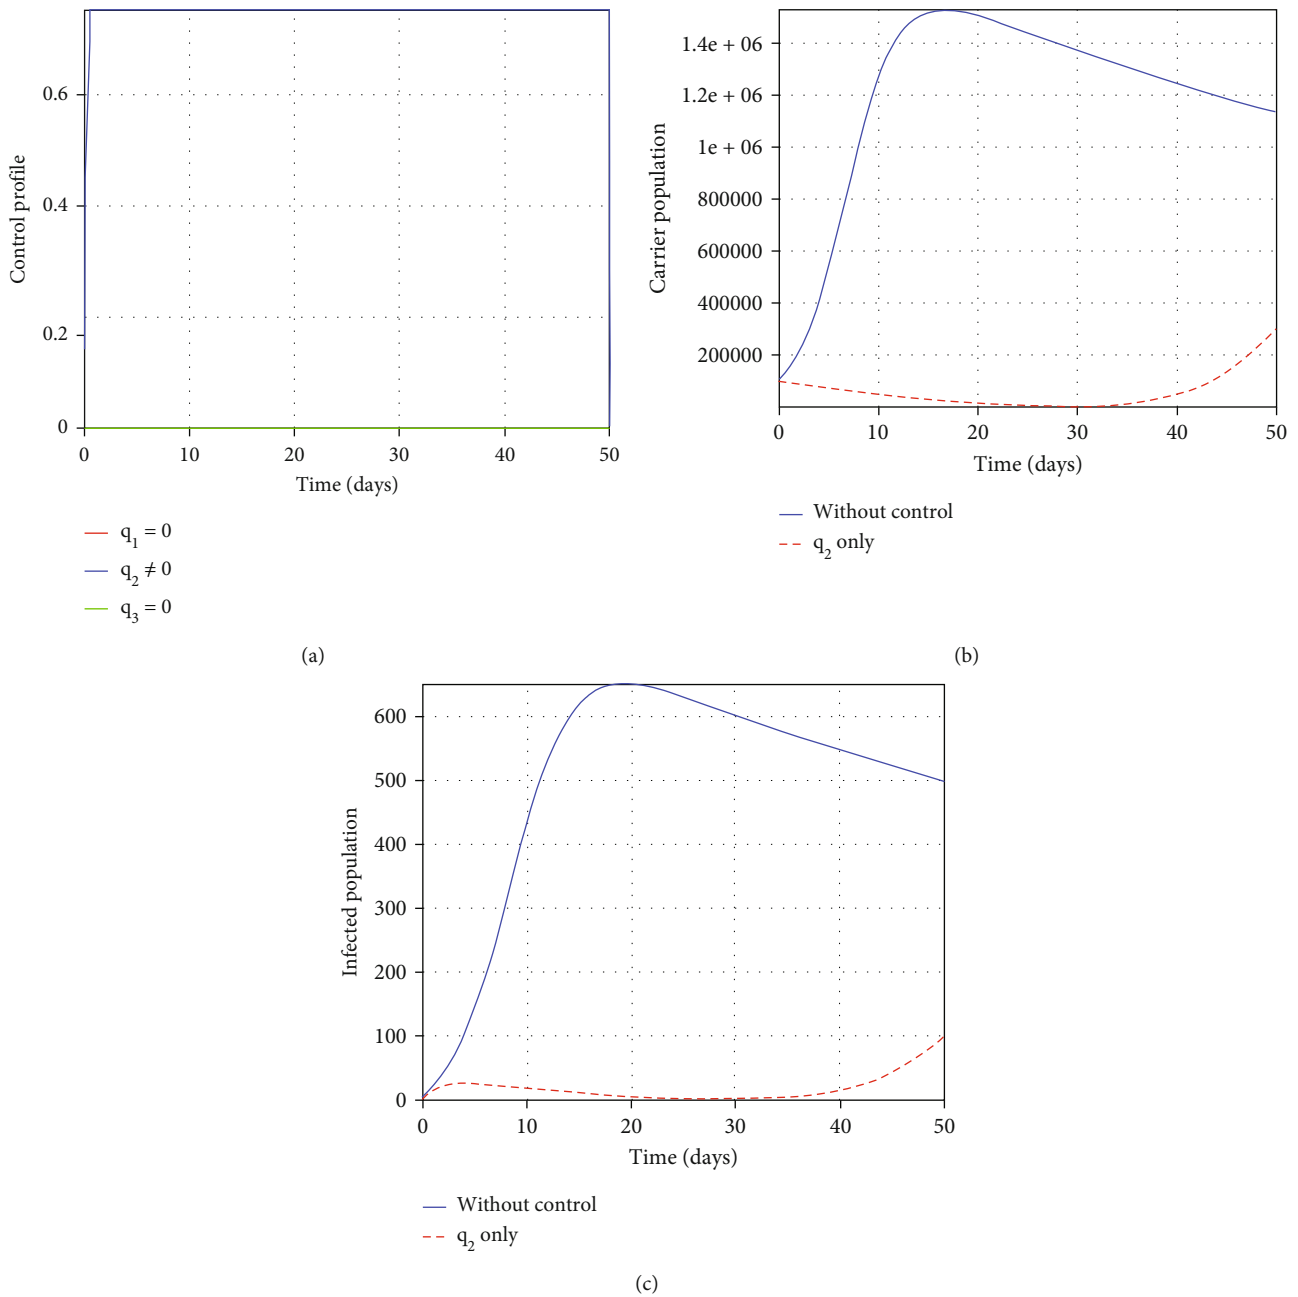 Control profile
0.6
0.4
0.2
0
0 10 20 30 40 50
Time (days)
q1 = 0
q2 ≠ 0
q3 = 0
(a)
Carrier population
1.4e + 06
1.2e + 06
1e + 06
800000
600000
400000
200000
0 10 20 30 40 50
Time (days)
Without control
q2 only
(b)
Infected population
600
500
400
300
200
100
0
0 10 20 30 40 50
Time (days)
Without control
q2 only
(c)